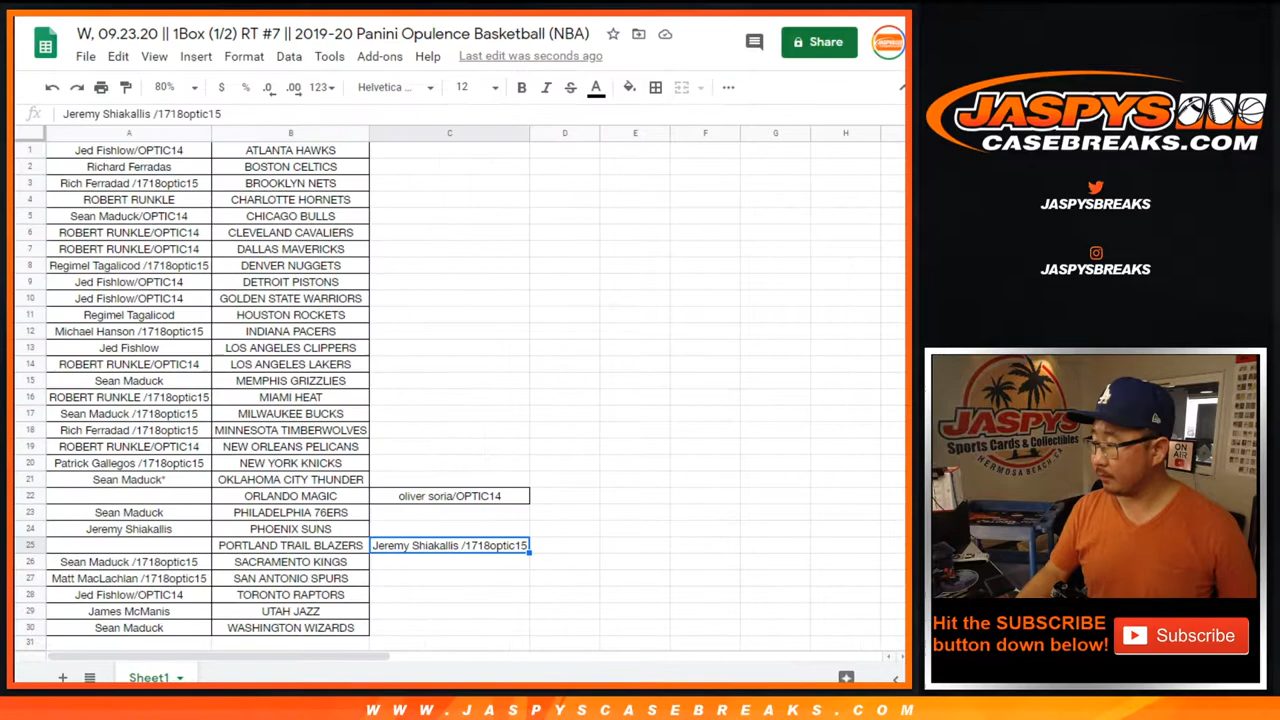 W, 09.23.20 || 1Box (1/2) RT #7 || 2019-20 Panini Opulence Basketball (NBA)
File Edit View Insert Format Data Tools Add-ons Help Last edit was seconds ago
Share
80% $ % .0 .00 123 Helvetica ... 12 B I S A
fx Jeremy Shiakallis /1718optic15
A B C D E F G H
1 Jed Fishlow/OPTIC14 ATLANTA HAWKS
2 Richard Ferradas BOSTON CELTICS
3 Rich Ferradad /1718optic15 BROOKLYN NETS
4 ROBERT RUNKLE CHARLOTTE HORNETS
5 Sean Maduck/OPTIC14 CHICAGO BULLS
6 ROBERT RUNKLE/OPTIC14 CLEVELAND CAVALIERS
7 ROBERT RUNKLE/OPTIC14 DALLAS MAVERICKS
8 Regimel Tagalicod /1718optic15 DENVER NUGGETS
9 Jed Fishlow/OPTIC14 DETROIT PISTONS
10 Jed Fishlow/OPTIC14 GOLDEN STATE WARRIORS
11 Regimel Tagalicod HOUSTON ROCKETS
12 Michael Hanson /1718optic15 INDIANA PACERS
13 Jed Fishlow LOS ANGELES CLIPPERS
14 ROBERT RUNKLE/OPTIC14 LOS ANGELES LAKERS
15 Sean Maduck MEMPHIS GRIZZLIES
16 ROBERT RUNKLE /1718optic15 MIAMI HEAT
17 Sean Maduck /1718optic15 MILWAUKEE BUCKS
18 Rich Ferradad /1718optic15 MINNESOTA TIMBERWOLVES
19 ROBERT RUNKLE/OPTIC14 NEW ORLEANS PELICANS
20 Patrick Gallegos /1718optic15 NEW YORK KNICKS
21 Sean Maduck* OKLAHOMA CITY THUNDER
22 ORLANDO MAGIC oliver soria/OPTIC14
23 Sean Maduck PHILADELPHIA 76ERS
24 Jeremy Shiakallis PHOENIX SUNS
25 PORTLAND TRAIL BLAZERS Jeremy Shiakallis /1718optic15
26 Sean Maduck /1718optic15 SACRAMENTO KINGS
27 Matt MacLachlan /1718optic15 SAN ANTONIO SPURS
28 Jed Fishlow/OPTIC14 TORONTO RAPTORS
29 James McManis UTAH JAZZ
30 Sean Maduck WASHINGTON WIZARDS
31
Sheet1
JASPYS
CASEBREAKS.COM
JASPYSBREAKS
JASPYSBREAKS
JASPYS
Sports Cards & Collectibles
HERMOSA BEACH, CA
ON
AIR
LA
Hit the SUBSCRIBE
button down below!
Subscribe
WWW.JASPYSCASEBREAKS.COM